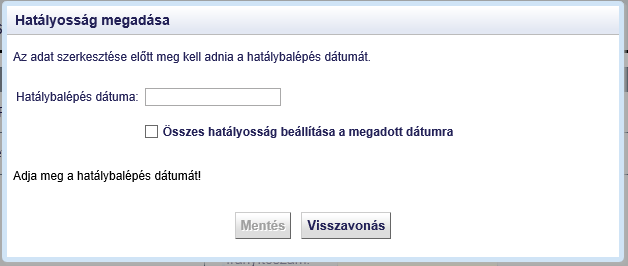 Hatályosság megadása
Az adat szerkesztése előtt meg kell adnia a hatálybalépés dátumát.
Hatálybalépés dátuma:
Összes hatályosság beállítása a megadott dátumra
Adja meg a hatálybalépés dátumát!
Mentés Visszavonás